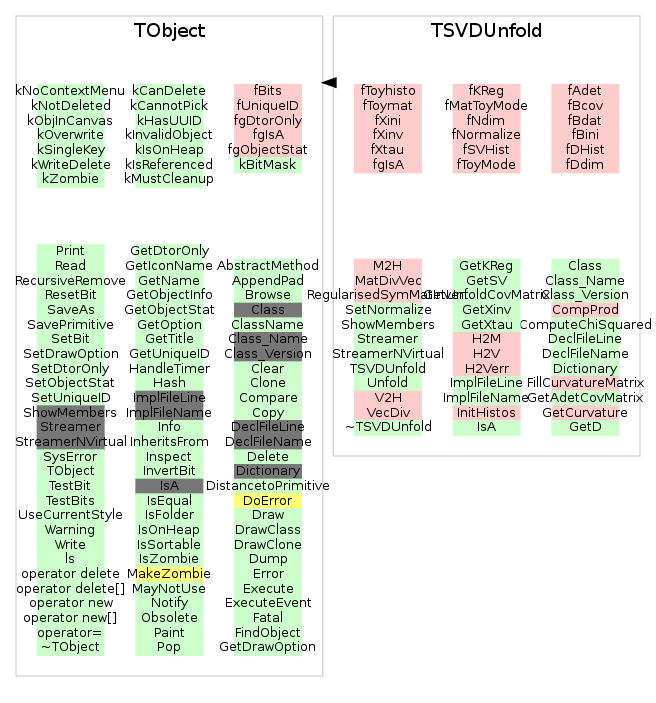 TObject
kNoContextMenu
kNotDeleted
kObjInCanvas
kOverwrite
kSingleKey
kWriteDelete
kZombie
kCanDelete
kCannotPick
kHasUUID
kInvalidObject
kIsOnHeap
kIsReferenced
kMustCleanup
fBits
fUniqueID
fgDtorOnly
fgIsA
fgObjectStat
kBitMask
Print
Read
RecursiveRemove
ResetBit
SaveAs
SavePrimitive
SetBit
SetDrawOption
SetDtorOnly
SetObjectStat
SetUniqueID
ShowMembers
Streamer
StreamerNVirtual
SysError
TObject
TestBit
TestBits
UseCurrentStyle
Warning
Write
ls
operator delete
operator delete[]
operator new
operator new[]
operator=
~TObject
GetDtorOnly
GetIconName
GetName
GetObjectInfo
GetObjectStat
GetOption
GetTitle
GetUniqueID
HandleTimer
Hash
ImplFileLine
ImplFileName
Info
InheritsFrom
Inspect
InvertBit
IsA
IsEqual
IsFolder
IsOnHeap
IsSortable
IsZombie
MakeZombie
MayNotUse
Notify
Obsolete
Paint
Pop
AbstractMethod
AppendPad
Browse
Class
ClassName
Class_Name
Class_Version
Clear
Clone
Compare
Copy
DeclFileLine
DeclFileName
Delete
Dictionary
DistancetoPrimitive
DoError
Draw
DrawClass
DrawClone
Dump
Error
Execute
ExecuteEvent
Fatal
FindObject
GetDrawOption
TSVDUnfold
fToyhisto
fToymat
fXini
fXinv
fXtau
fgIsA
fKReg
fMatToyMode
fNdim
fNormalize
fSVHist
fToyMode
fAdet
fBcov
fBdat
fBini
fDHist
fDdim
M2H
MatDivVec
RegularisedSymMatInvert
SetNormalize
ShowMembers
Streamer
StreamerNVirtual
TSVDUnfold
Unfold
V2H
VecDiv
~TSVDUnfold
GetKReg
GetSV
GetUnfoldCovMatrix
GetXinv
GetXtau
H2M
H2V
H2Verr
ImplFileLine
ImplFileName
InitHistos
IsA
Class
Class_Name
Class_Version
CompProd
ComputeChiSquared
DeclFileLine
DeclFileName
Dictionary
FillCurvatureMatrix
GetAdetCovMatrix
GetCurvature
GetD